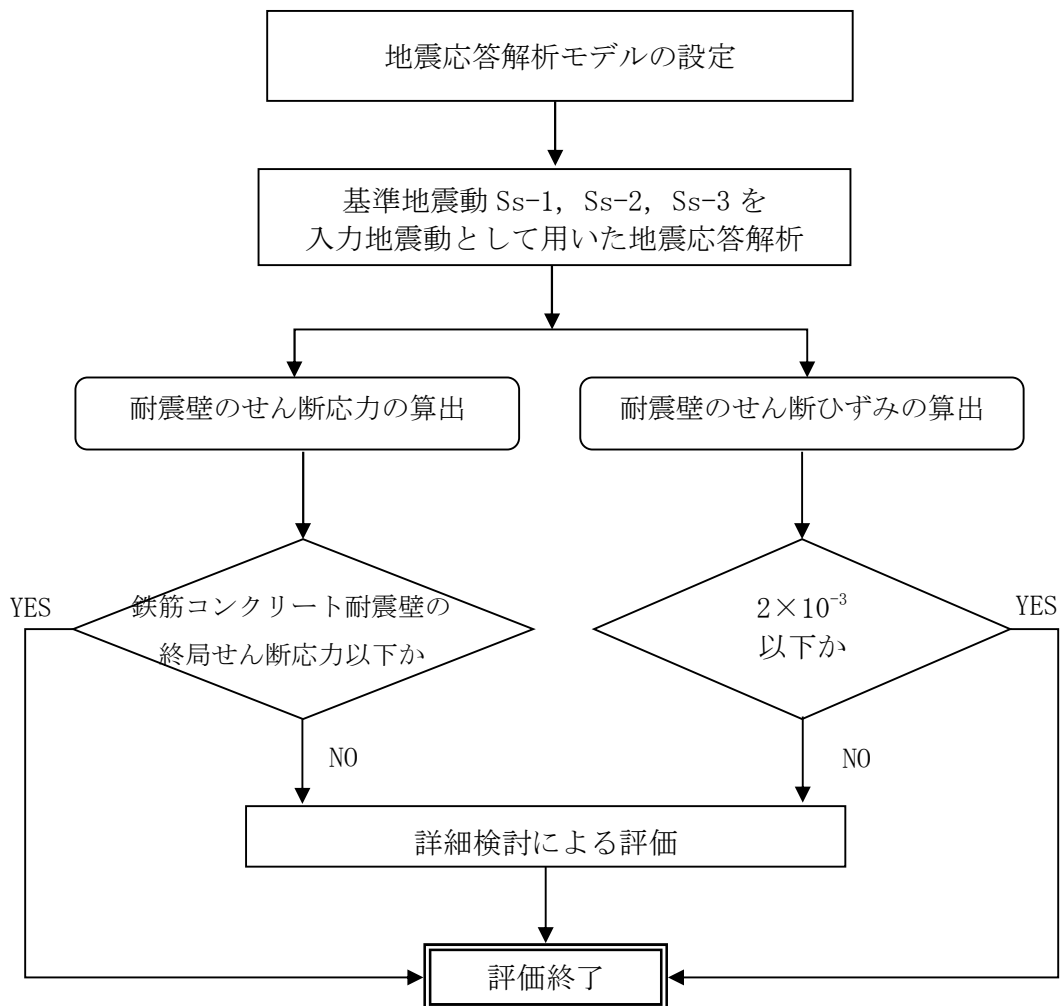 地震応答解析モデルの設定
基準地震動 Ss-1, Ss-2, Ss-3 を
入力地震動として用いた地震応答解析
耐震壁のせん断応力の算出
耐震壁のせん断ひずみの算出
YES
鉄筋コンクリート耐震壁の
終局せん断応力以下か
2×10⁻³
以下か
YES
NO
NO
詳細検討による評価
評価終了